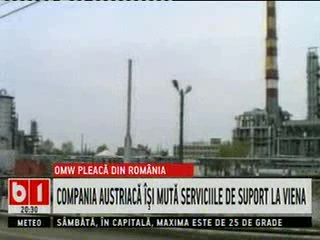 OMW PLEACĂ DIN ROMÂNIA
B1
COMPANIA AUSTRIACĂ ÎŞI MUTĂ SERVICIILE DE SUPORT LA VIENA
20:30
METEO SÂMBĂTĂ, ÎN CAPITALĂ, MAXIMA ESTE DE 25 DE GRADE